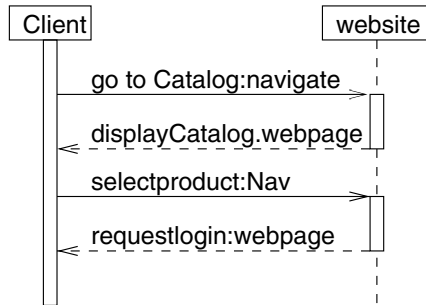 Client
website
go to Catalog:navigate
displayCatalog.webpage
selectproduct:Nav
requestlogin:webpage